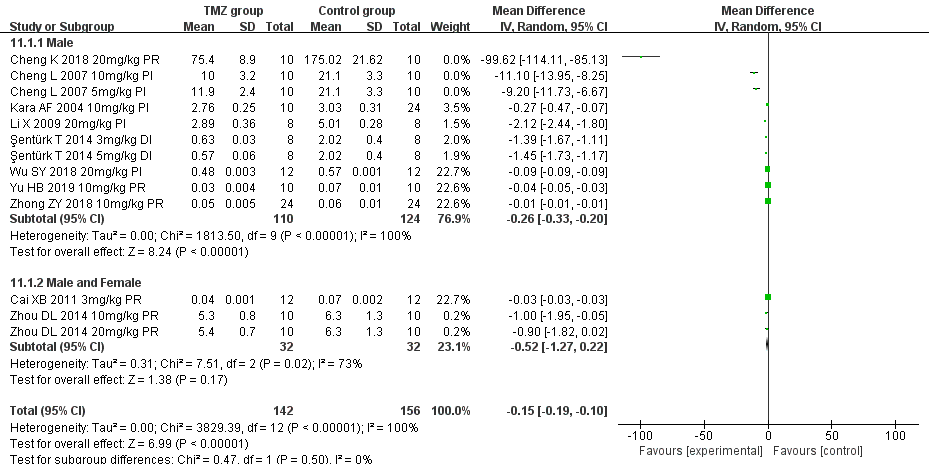 TMZ group Control group Mean Difference Mean Difference
Study or Subgroup Mean SD Total Mean SD Total Weight IV, Random, 95% CI IV, Random, 95% CI
11.1.1 Male
Cheng K 2018 20mg/kg PR 75.4 8.9 10 175.02 21.62 10 0.0% -99.62 [-114.11, -85.13]
Cheng L 2007 10mg/kg PI 10 3.2 10 21.1 3.3 10 0.0% -11.10 [-13.95, -8.25]
Cheng L 2007 5mg/kg PI 11.9 2.4 10 21.1 3.3 10 0.0% -9.20 [-11.73, -6.67]
Kara AF 2004 10mg/kg PI 2.76 0.25 10 3.03 0.31 24 3.5% -0.27 [-0.47, -0.07]
Li X 2009 20mg/kg PI 2.89 0.36 8 5.01 0.28 8 1.5% -2.12 [-2.44, -1.80]
Şentürk T 2014 3mg/kg DI 0.63 0.03 8 2.02 0.4 8 2.0% -1.39 [-1.67, -1.11]
Şentürk T 2014 5mg/kg DI 0.57 0.06 8 2.02 0.4 8 1.9% -1.45 [-1.73, -1.17]
Wu SY 2018 20mg/kg PI 0.48 0.003 12 0.57 0.001 12 22.7% -0.09 [-0.09, -0.09]
Yu HB 2019 10mg/kg PR 0.03 0.004 10 0.07 0.01 10 22.6% -0.04 [-0.05, -0.03]
Zhong ZY 2018 10mg/kg PR 0.05 0.005 24 0.06 0.01 24 22.6% -0.01 [-0.01, -0.01]
Subtotal (95% CI) 110 124 76.9% -0.26 [-0.33, -0.20]
Heterogeneity: Tau² = 0.00; Chi² = 1813.50, df = 9 (P < 0.00001); I² = 100%
Test for overall effect: Z = 8.24 (P < 0.00001)
11.1.2 Male and Female
Cai XB 2011 3mg/kg PR 0.04 0.001 12 0.07 0.002 12 22.7% -0.03 [-0.03, -0.03]
Zhou DL 2014 10mg/kg PR 5.3 0.8 10 6.3 1.3 10 0.2% -1.00 [-1.95, -0.05]
Zhou DL 2014 20mg/kg PR 5.4 0.7 10 6.3 1.3 10 0.2% -0.90 [-1.82, 0.02]
Subtotal (95% CI) 32 32 23.1% -0.52 [-1.27, 0.22]
Heterogeneity: Tau² = 0.31; Chi² = 7.51, df = 2 (P = 0.02); I² = 73%
Test for overall effect: Z = 1.38 (P = 0.17)
Total (95% CI) 142 156 100.0% -0.15 [-0.19, -0.10]
Heterogeneity: Tau² = 0.00; Chi² = 3829.39, df = 12 (P < 0.00001); I² = 100%
Test for overall effect: Z = 6.99 (P < 0.00001)
Test for subgroup differences: Chi² = 0.47, df = 1 (P = 0.50), I² = 0%
-100 -50 0 50 100
Favours [experimental] Favours [control]